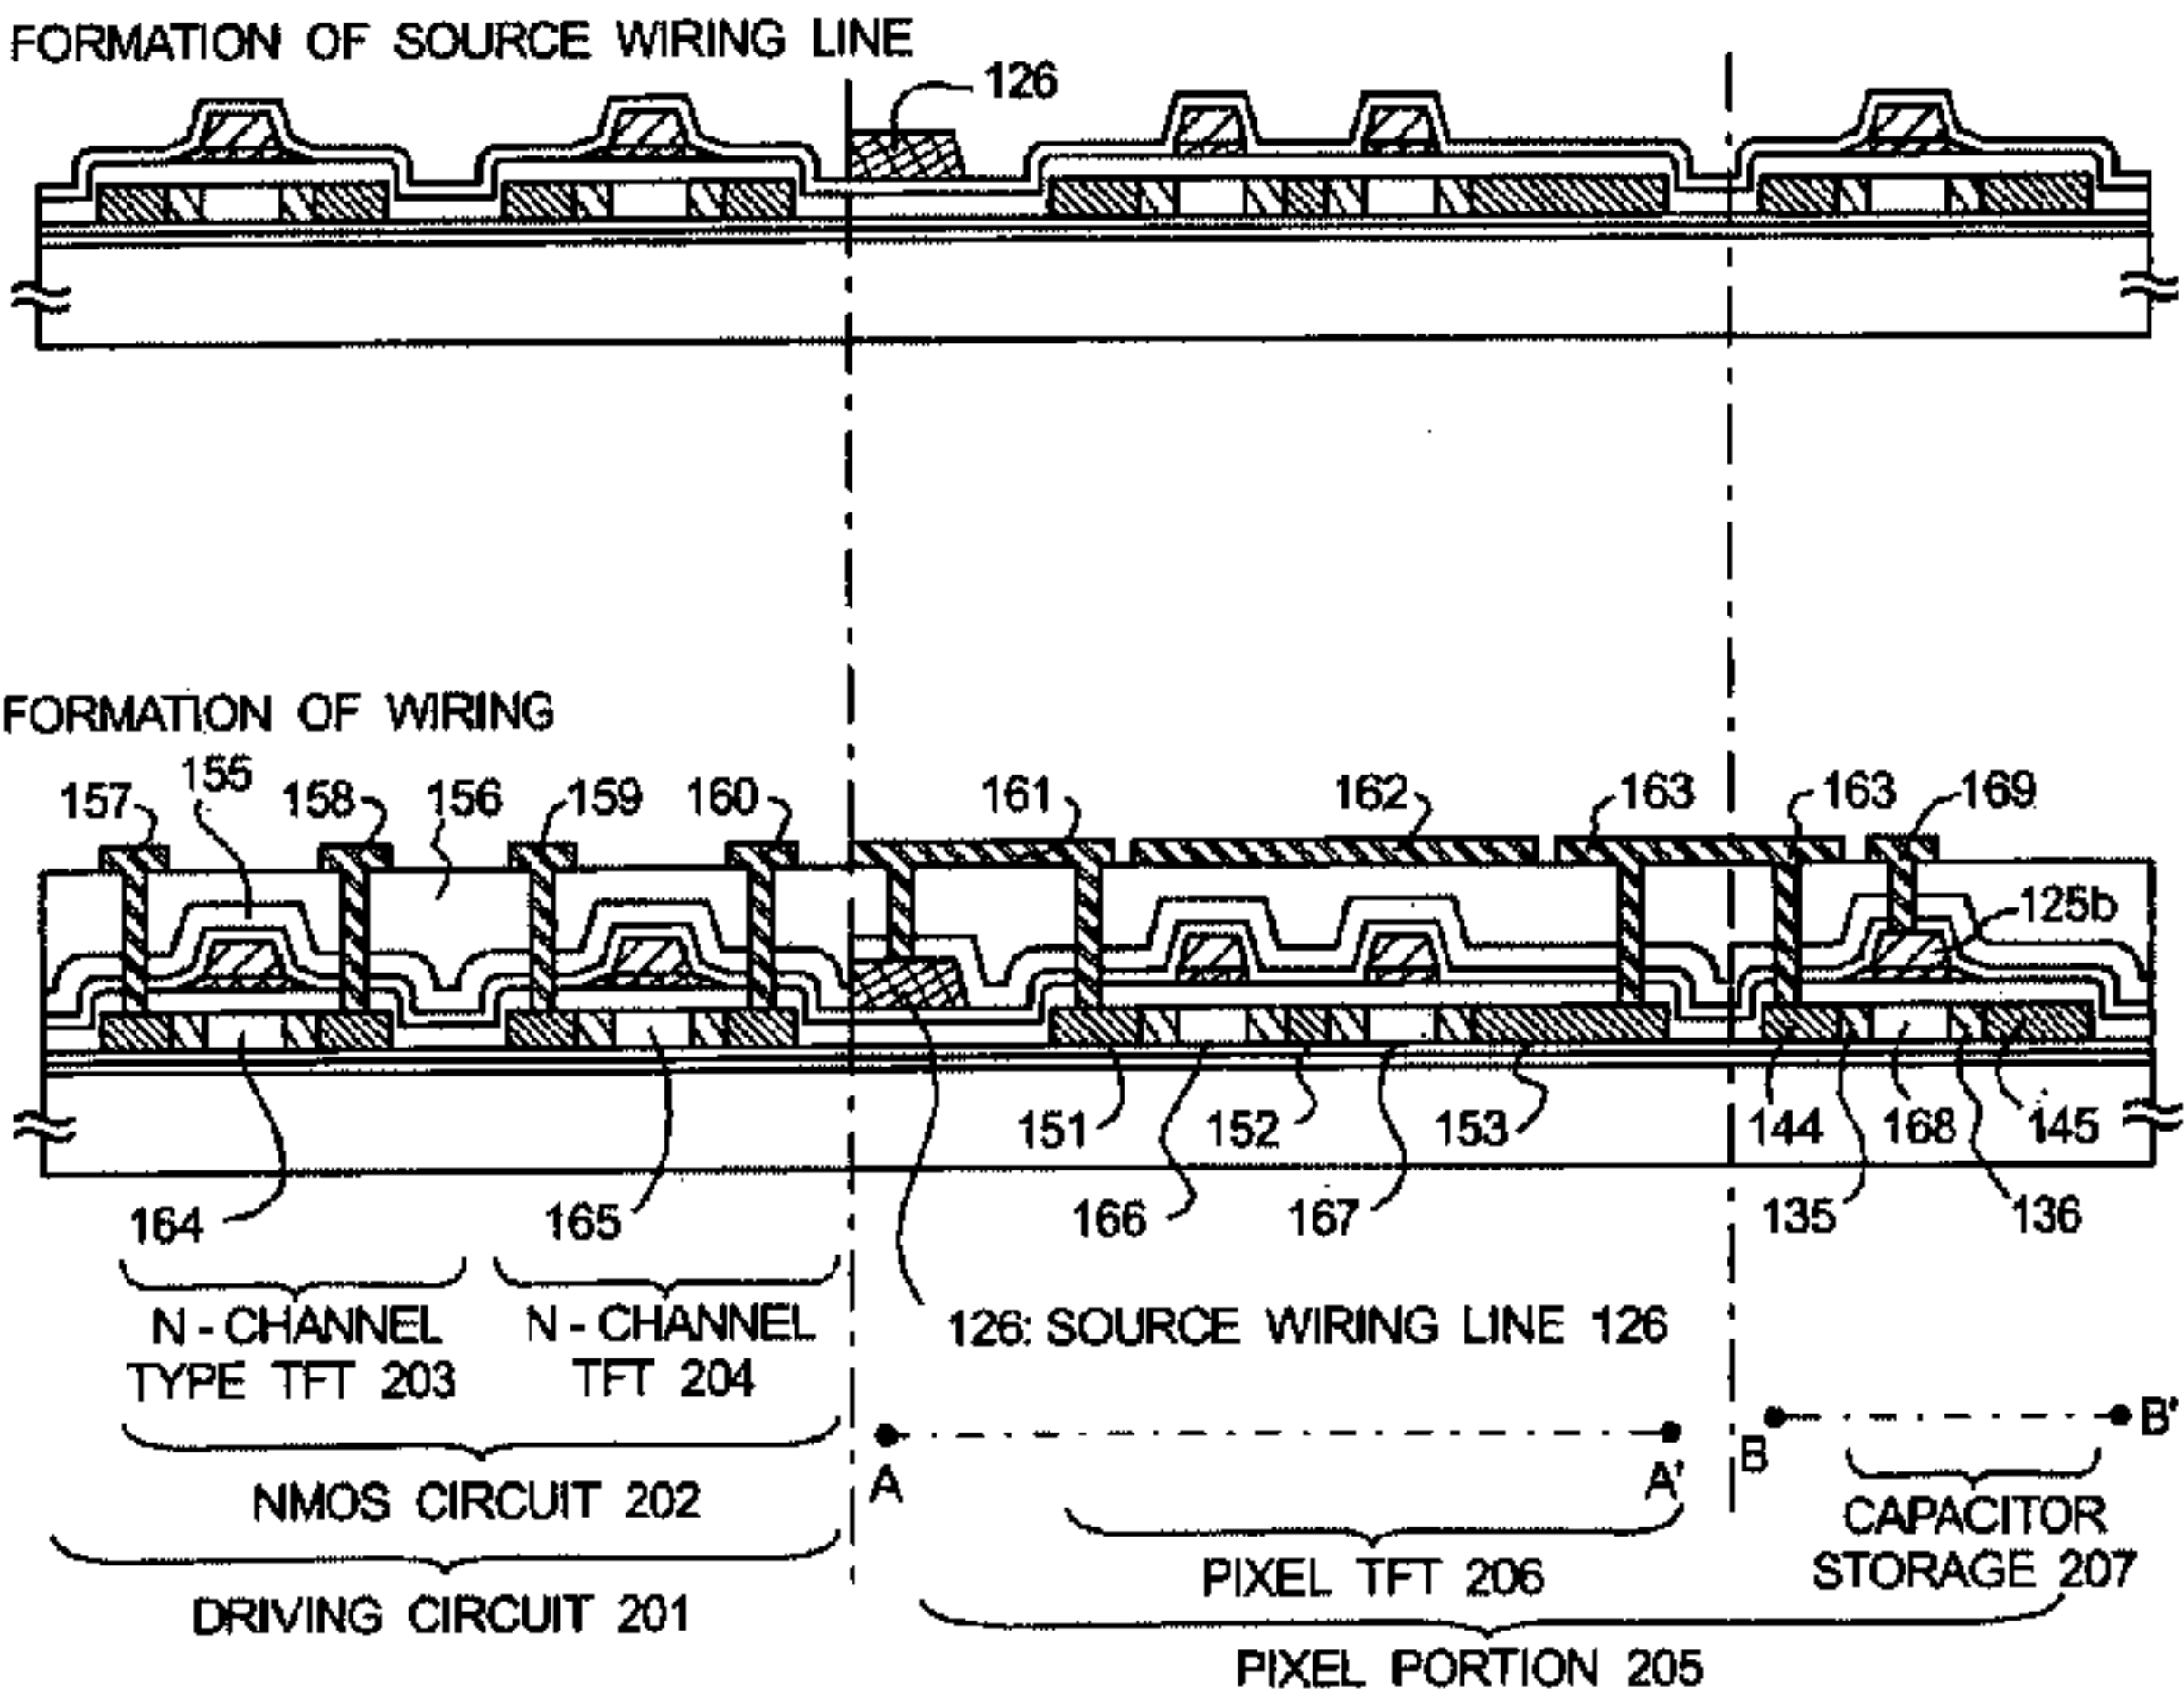 FORMATION OF SOURCE WIRING LINE
126
FORMATION OF WIRING
157 155 158 156 159 160 161 162 163 163 169
125b
151 152 153 144 168 145
164 165 166 167 135 136
N - CHANNEL TYPE TFT 203
N - CHANNEL TFT 204
126: SOURCE WIRING LINE 126
A A' B B'
NMOS CIRCUIT 202
CAPACITOR STORAGE 207
PIXEL TFT 206
DRIVING CIRCUIT 201
PIXEL PORTION 205